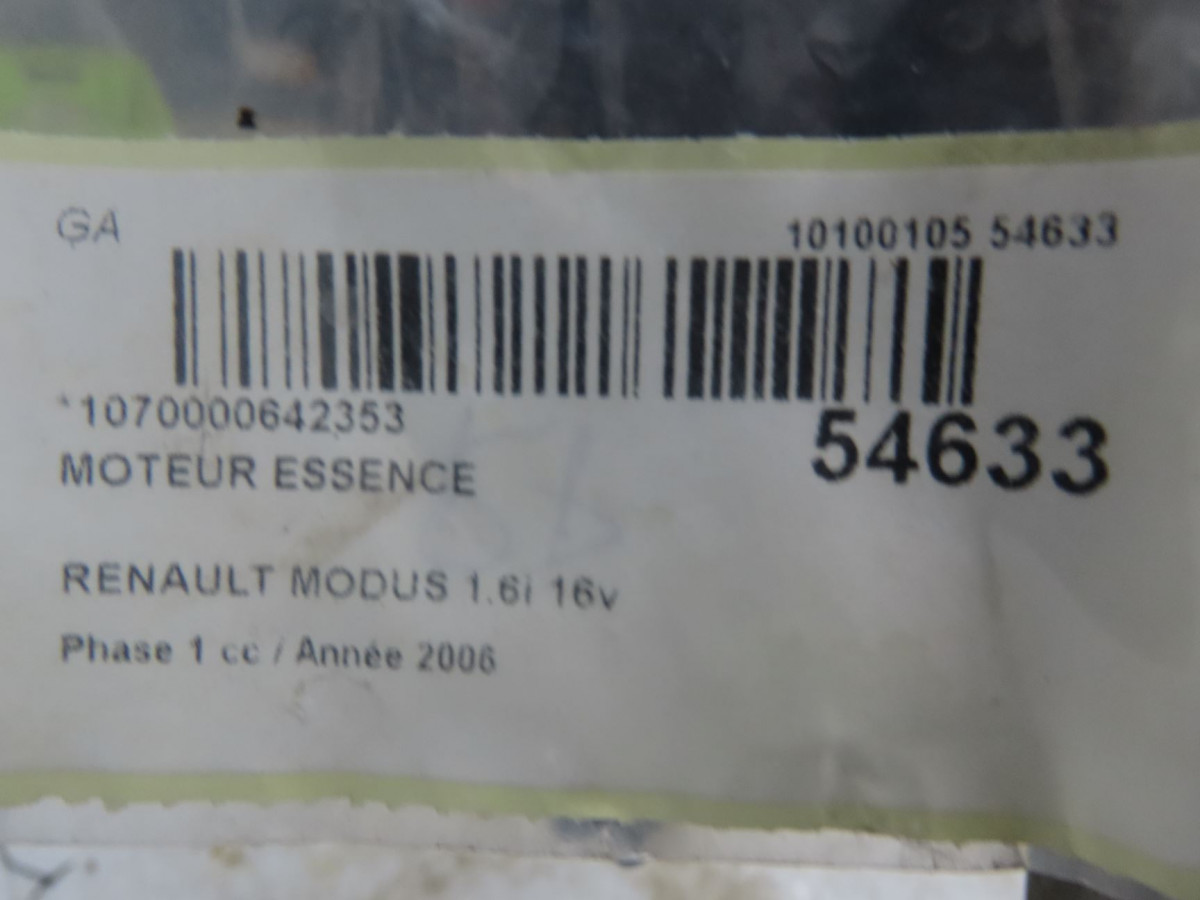 GA
10100105 54633
*1070000642353
54633
MOTEUR ESSENCE
RENAULT MODUS 1.6i 16v
Phase 1 cc / Année 2006